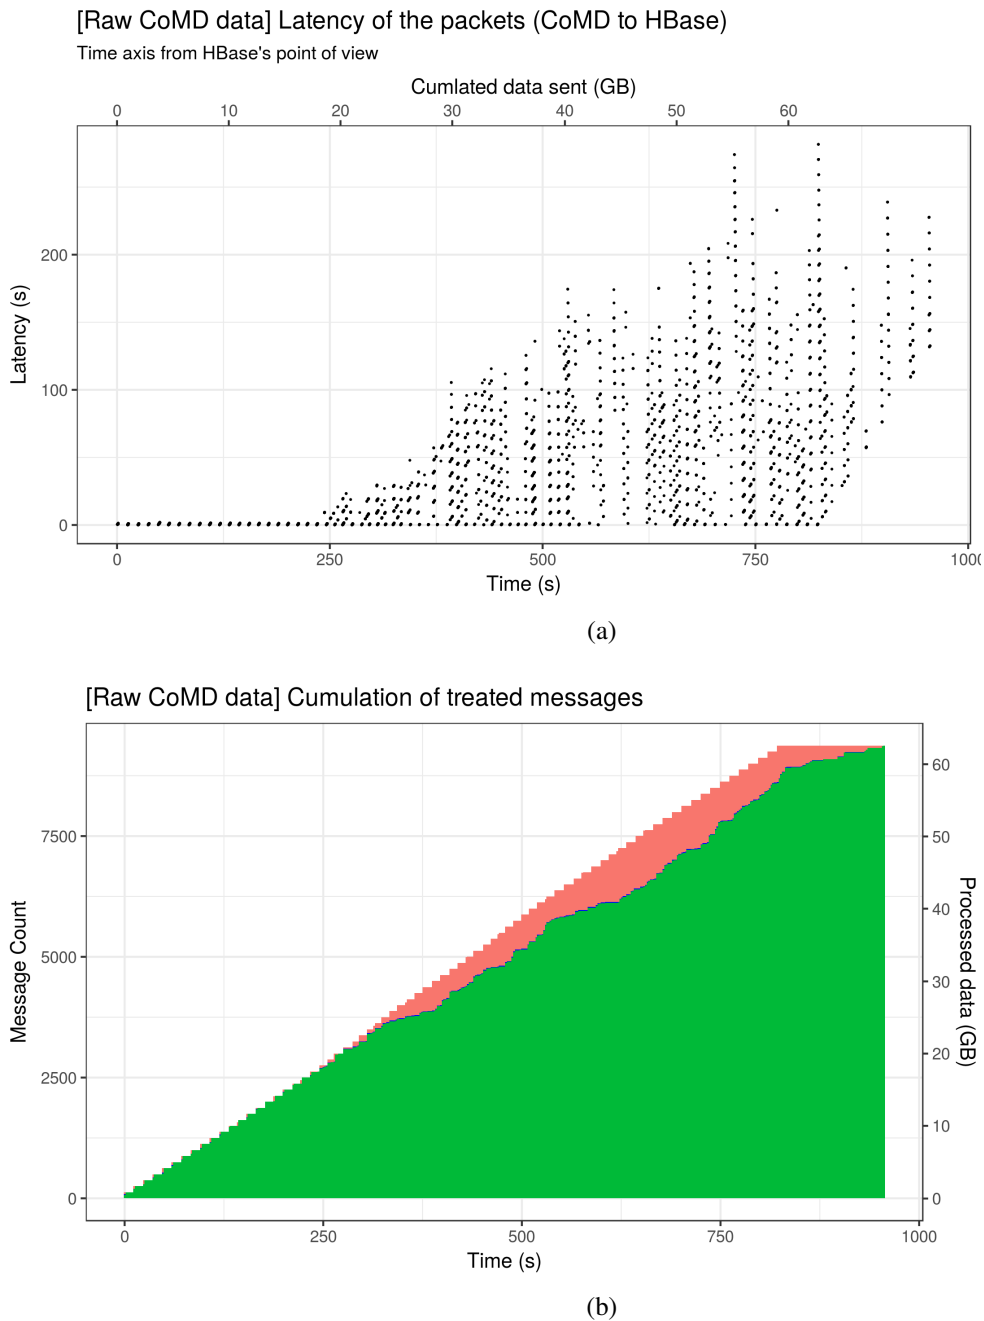 [Raw CoMD data] Latency of the packets (CoMD to HBase)
Time axis from HBase's point of view
Cumlated data sent (GB)
0 10 20 30 40 50 60
Latency (s)
200
100
0
0 250 500 750 1000
Time (s)
(a)
[Raw CoMD data] Cumulation of treated messages
Message Count
7500
5000
2500
0
60
50
40
30
20
10
0
Processed data (GB)
0 250 500 750 1000
Time (s)
(b)